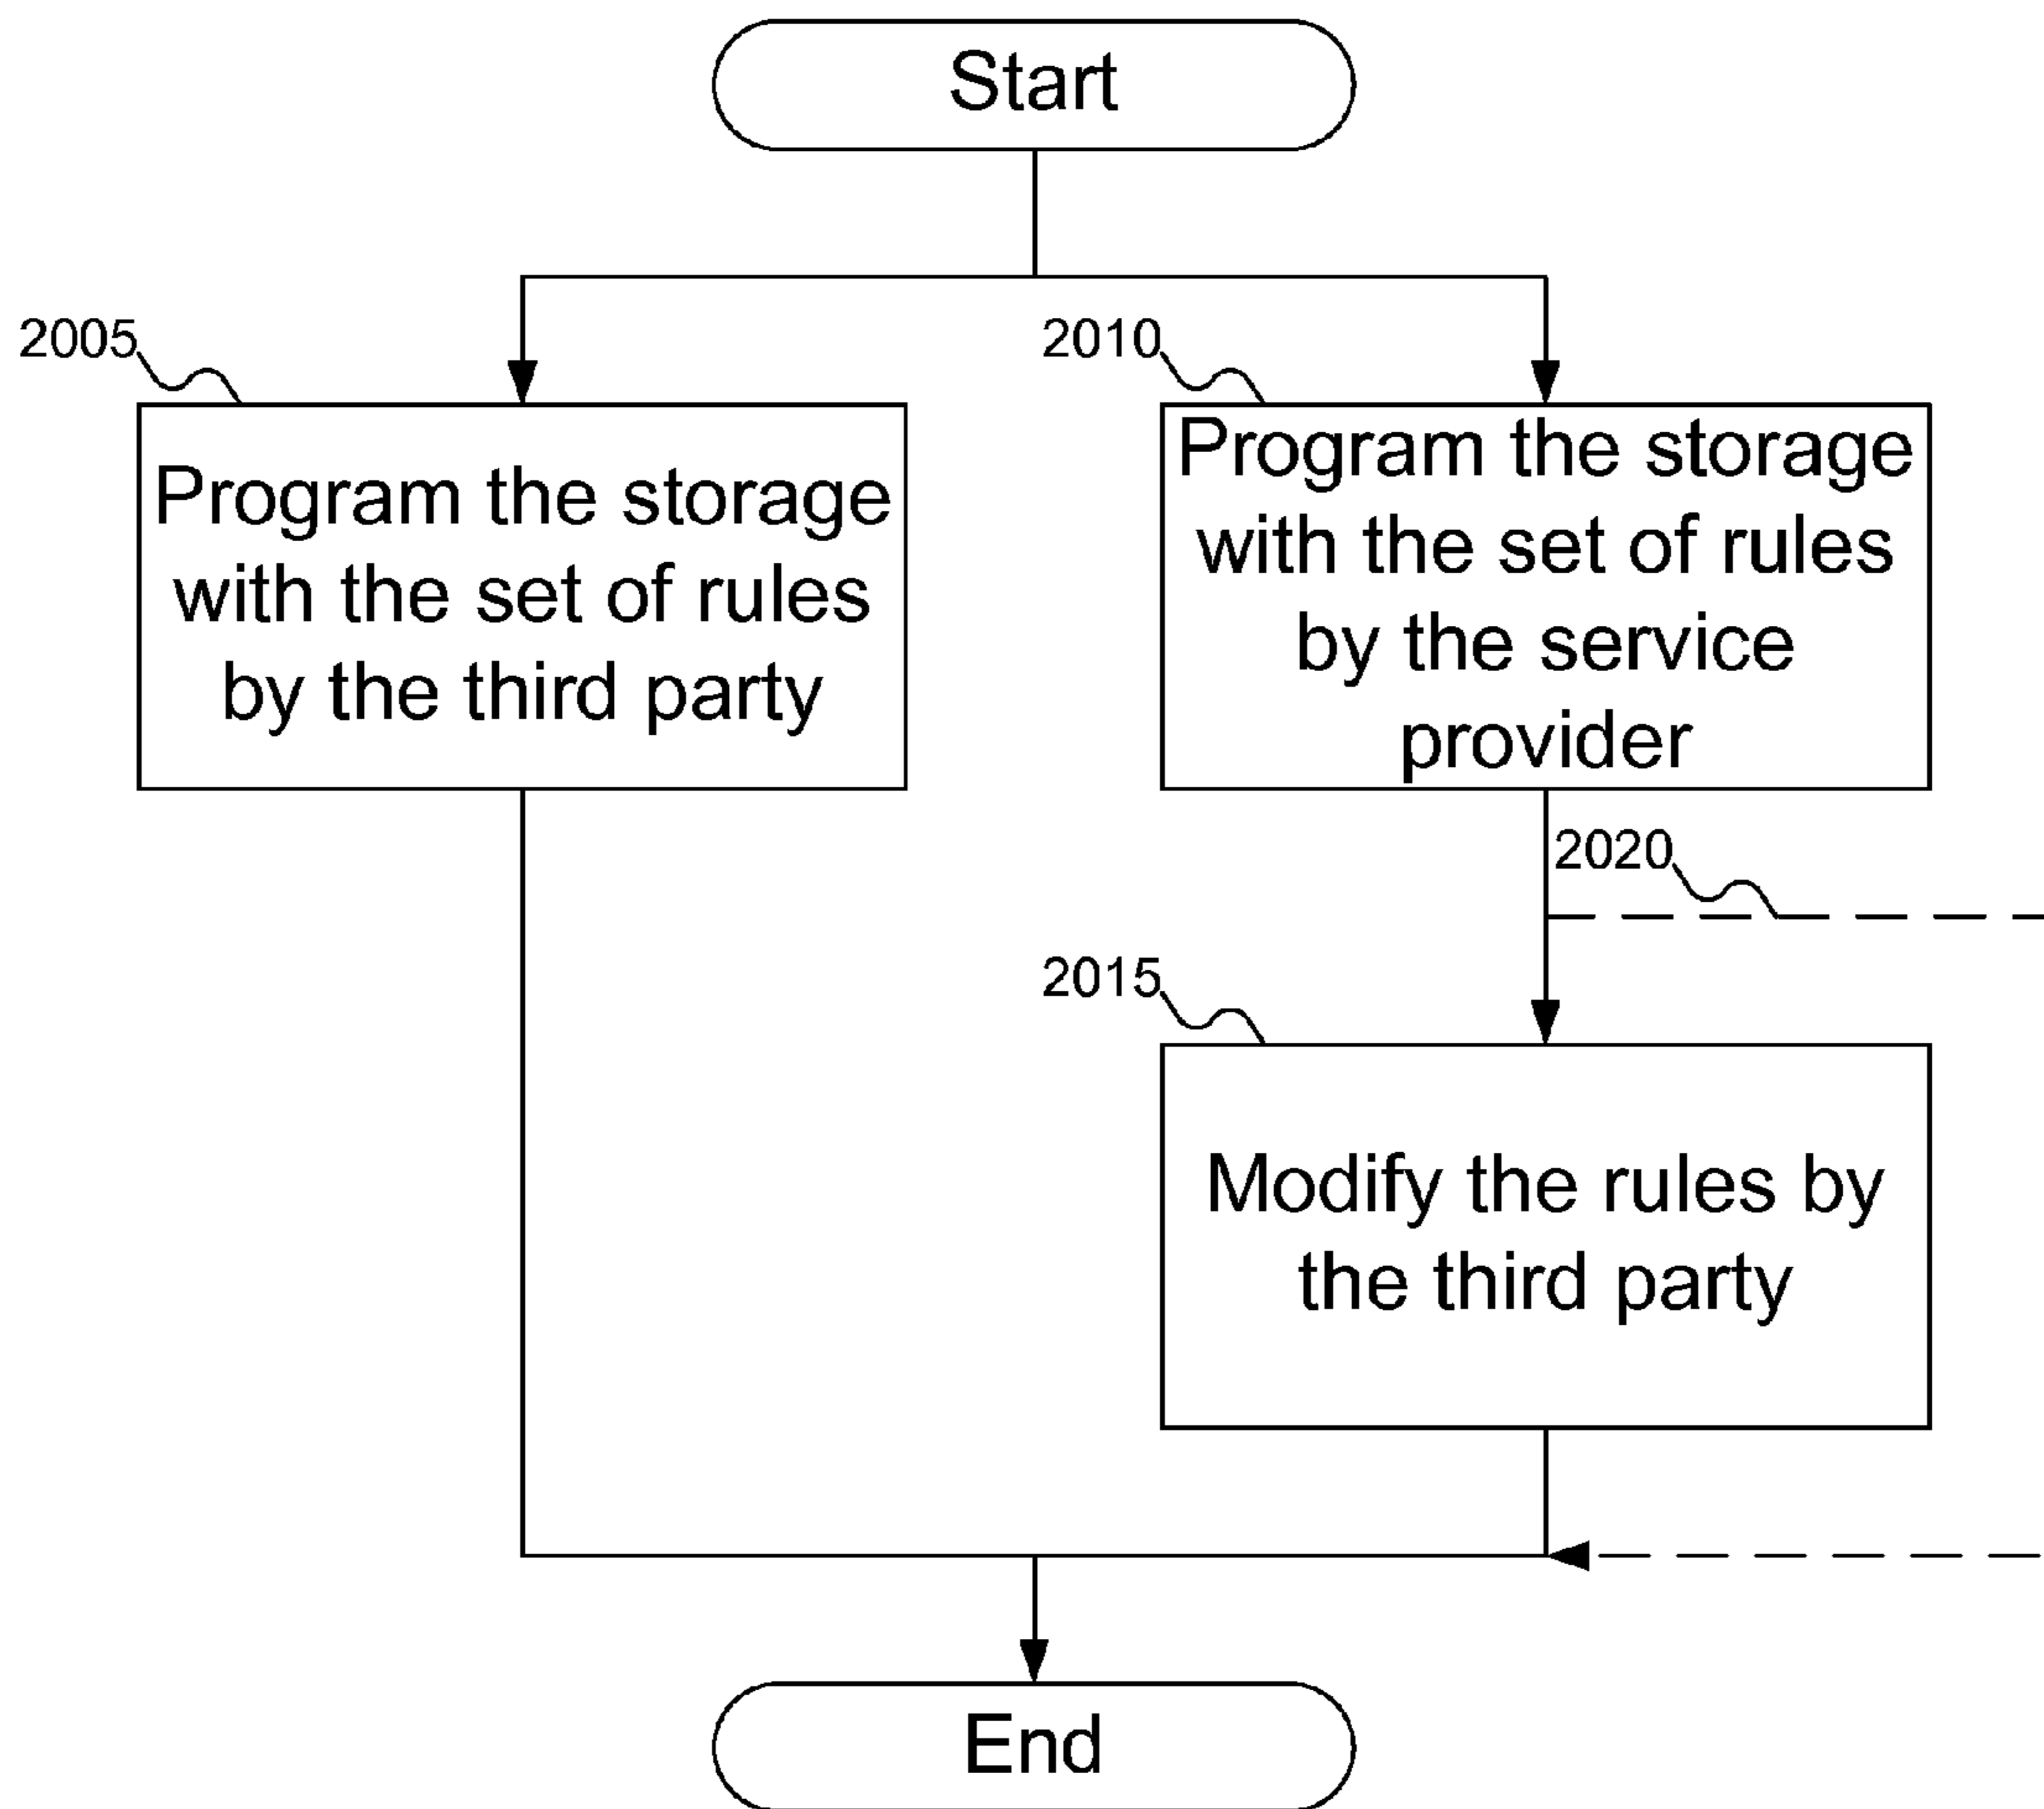 Start
2005
2010
Program the storage
with the set of rules
by the third party
Program the storage
with the set of rules
by the service
provider
2020
2015
Modify the rules by
the third party
End